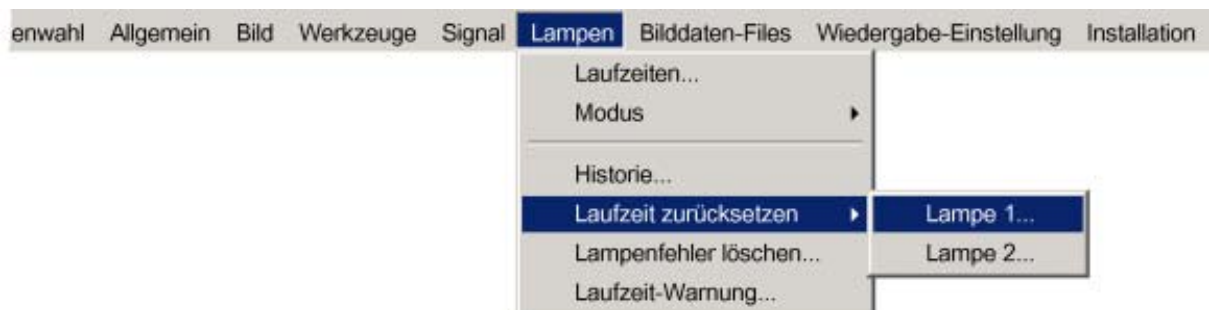 enwahl Allgemein Bild Werkzeuge Signal Lampen Bilddaten-Files Wiedergabe-Einstellung Installation
Laufzeiten...
Modus
Historie...
Laufzeit zurücksetzen Lampe 1...
Lampenfehler löschen... Lampe 2...
Laufzeit-Warnung...